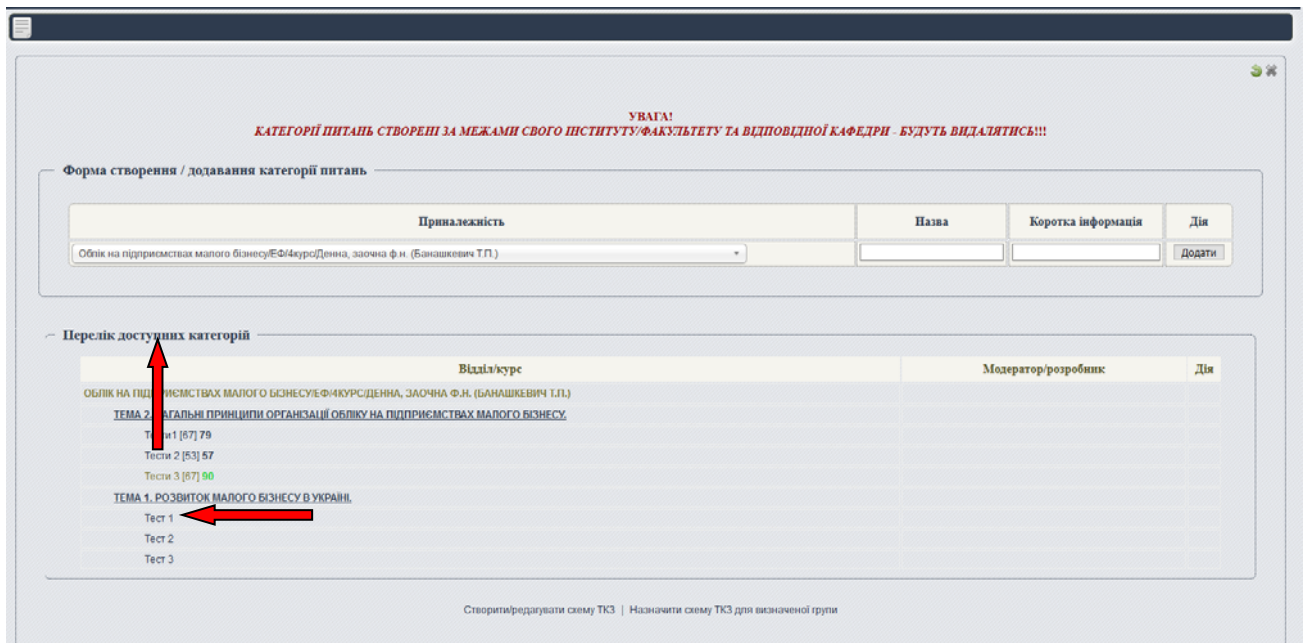 УВАГА!
КАТЕГОРІЇ ПИТАНЬ СТВОРЕНІ ЗА МЕЖАМИ СВОГО ІНСТИТУТУ/ФАКУЛЬТЕТУ ТА ВІДПОВІДНОЇ КАФЕДРИ - БУДУТЬ ВИДАЛЯТИСЬ!!!
Форма створення / додавання категорії питань
Приналежність Назва Коротка інформація Дія
Облік на підприємствах малого бізнесу/ЕФ/4курс/Денна, заочна ф.н. (Банашкевич Т.П.) Додати
Перелік доступних категорій
Відділ/курс Модератор/розробник Дія
ОБЛІК НА ПІДПРИЄМСТВАХ МАЛОГО БІЗНЕСУ/ЕФ/4КУРС/ДЕННА, ЗАОЧНА Ф.Н. (БАНАШКЕВИЧ Т.П.)
ТЕМА 2. ЗАГАЛЬНІ ПРИНЦИПИ ОРГАНІЗАЦІЇ ОБЛІКУ НА ПІДПРИЄМСТВАХ МАЛОГО БІЗНЕСУ.
Тести1 [67] 79
Тести 2 [53] 57
Тести 3 [67] 90
ТЕМА 1. РОЗВИТОК МАЛОГО БІЗНЕСУ В УКРАЇНІ.
Тест 1
Тест 2
Тест 3
Створити/редагувати схему ТКЗ | Назначити схему ТКЗ для визначеної групи